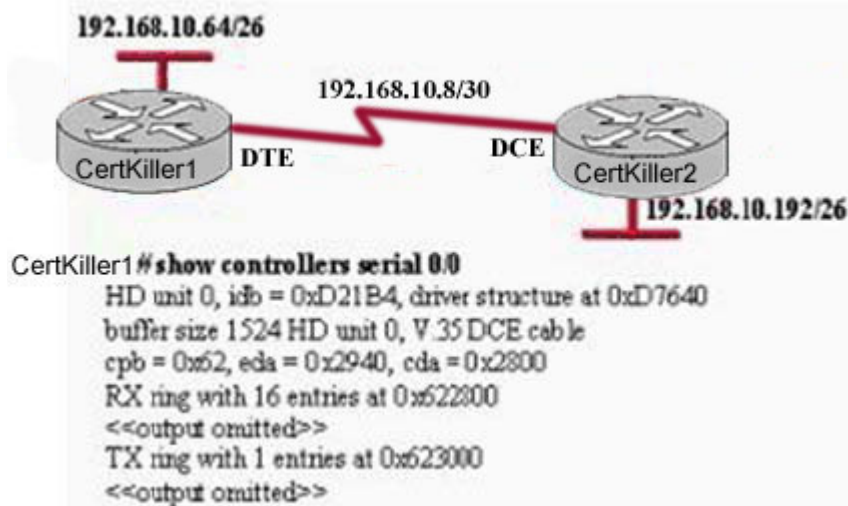 192.168.10.64/26
192.168.10.8/30
DTE
DCE
CertKiller1
CertKiller2
192.168.10.192/26
CertKiller1#show controllers serial 0/0
HD unit 0, idb = 0xD21B4, driver structure at 0xD7640
buffer size 1524 HD unit 0, V.35 DCE cable
cpb = 0x62, eda = 0x2940, cda = 0x2800
RX ring with 16 entries at 0x622800
<<output omitted>>
TX ring with 1 entries at 0x623000
<<output omitted>>